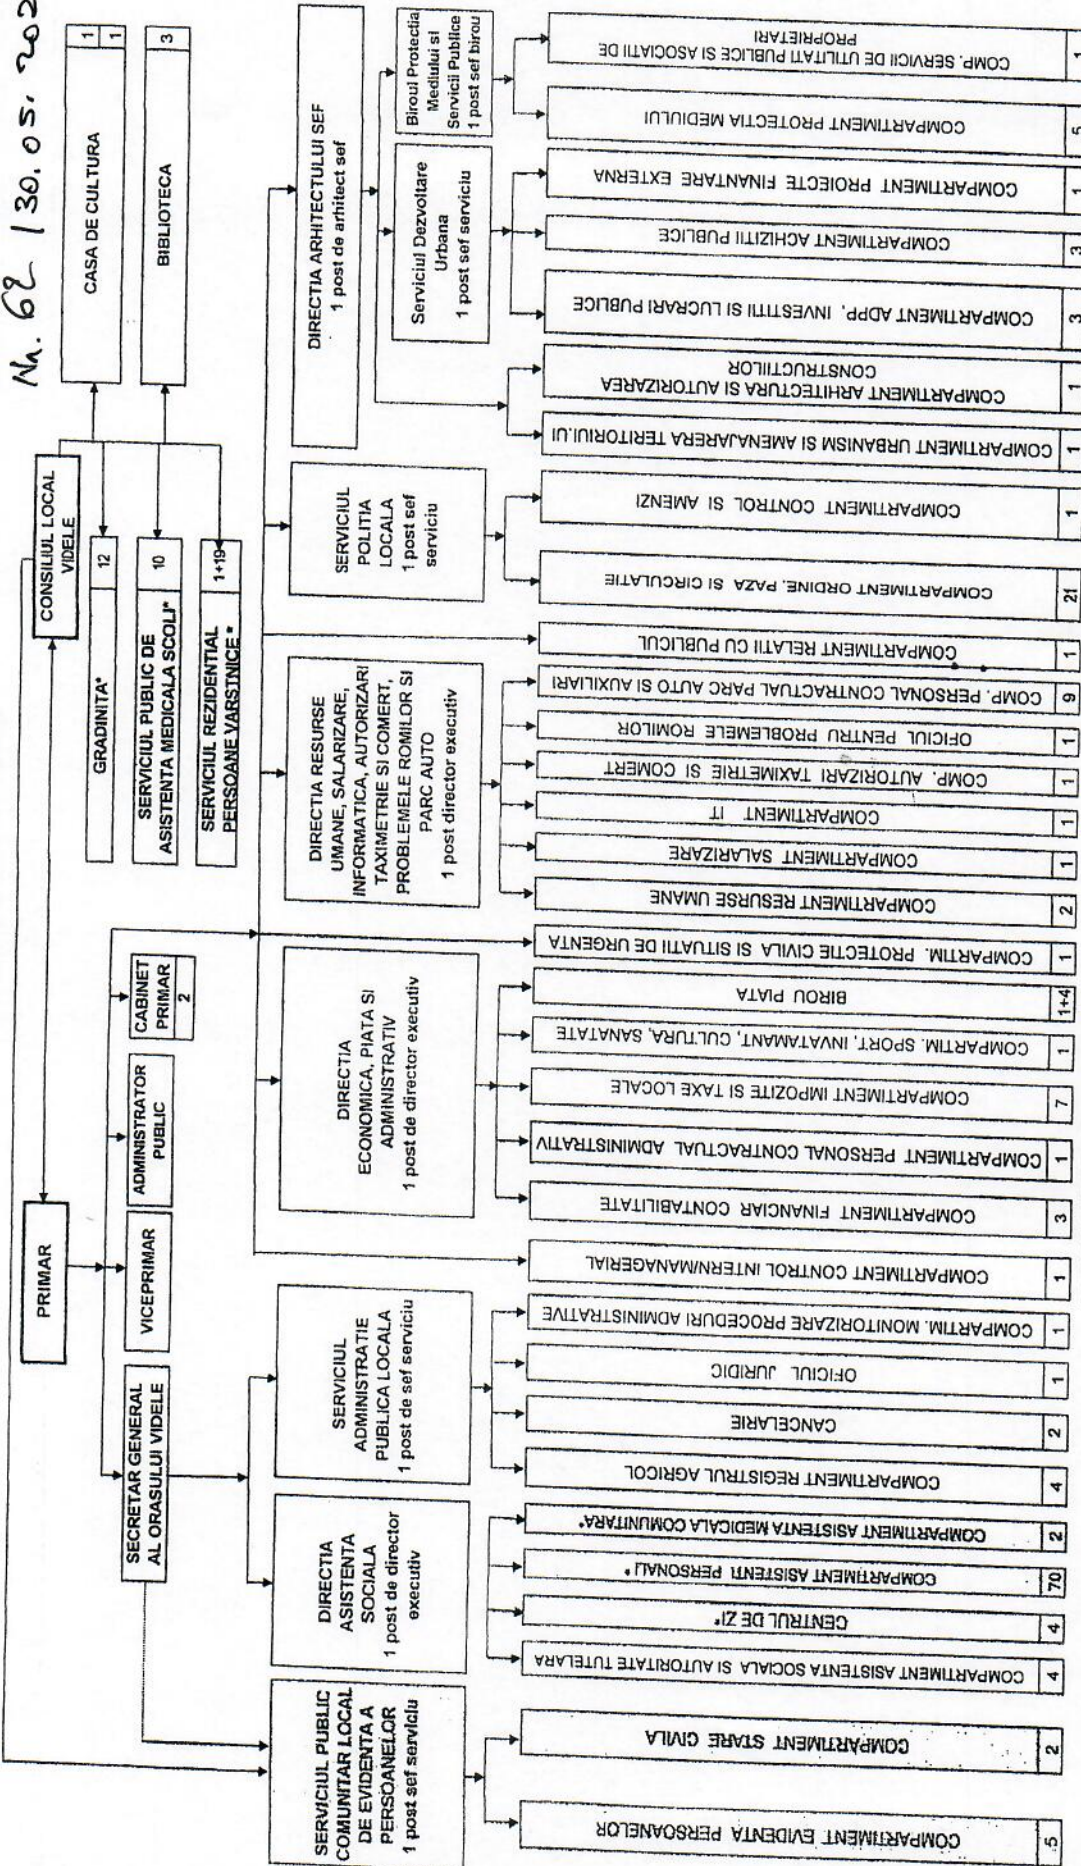 Nr. 62 / 30.05.202
PRIMAR
CONSILIUL LOCAL
VIDELE
CASA DE CULTURA
1
1
BIBLIOTECA
3
GRADINITA*
12
SERVICIUL PUBLIC DE
ASISTENTA MEDICALA SCOLI*
10
SERVICIUL REZIDENTIAL
PERSOANE VARSTNICE *
1+19
SECRETAR GENERAL
AL ORASULUI VIDELE
VICEPRIMAR
ADMINISTRATOR
PUBLIC
CABINET
PRIMAR
2
SERVICIUL PUBLIC
COMUNITAR LOCAL
DE EVIDENTA A
PERSOANELOR
1 post sef serviciu
DIRECTIA
ASISTENTA
SOCIALA
1 post de director
executiv
SERVICIUL
ADMINISTRATIE
PUBLICA LOCALA
1 post de sef serviciu
DIRECTIA
ECONOMICA, PIATA SI
ADMINISTRATIV
1 post de director executiv
DIRECTIA RESURSE
UMANE, SALARIZARE,
INFORMATICA, AUTORIZARI
TAXIMETRIE SI COMERT,
PROBLEMELE ROMILOR SI
PARC AUTO
1 post director executiv
SERVICIUL
POLITIA
LOCALA
1 post sef
serviciu
DIRECTIA ARHITECTULUI SEF
1 post de arhitect sef
Serviciul Dezvoltare
Urbana
1 post sef serviciu
Biroul Protectia
Mediului si
Servicii Publice
1 post sef birou
COMPARTIMENT EVIDENTA PERSOANELOR
5
COMPARTIMENT STARE CIVILA
2
COMPARTIMENT ASISTENTA SOCIALA SI AUTORITATE TUTELARA
4
CENTRUL DE ZI*
4
COMPARTIMENT ASISTENTI PERSONALI*
70
COMPARTIMENT ASISTENTA MEDICALA COMUNITARA*
2
COMPARTIMENT REGISTRUL AGRICOL
4
CANCELARIE
2
OFICIUL JURIDIC
1
COMPARTIM. MONITORIZARE PROCEDURI ADMINISTRATIVE
1
COMPARTIMENT CONTROL INTERN/MANAGERIAL
1
COMPARTIMENT FINANCIAR CONTABILITATE
3
COMPARTIMENT PERSONAL CONTRACTUAL ADMINISTRATIV
1
COMPARTIMENT IMPOZITE SI TAXE LOCALE
7
COMPARTIM. SPORT, INVATAMANT, CULTURA, SANATATE
1
BIROU PIATA
1+4
COMPARTIM. PROTECTIE CIVILA SI SITUATII DE URGENTA
1
COMPARTIMENT RESURSE UMANE
2
COMPARTIMENT SALARIZARE
1
COMPARTIMENT IT
1
COMP. AUTORIZARI TAXIMETRIE SI COMERT
1
OFICIUL PENTRU PROBLEMELE ROMILOR
1
COMP. PERSONAL CONTRACTUAL PARC AUTO SI AUXILIARI
9
COMPARTIMENT RELATII CU PUBLICUL
1
COMPARTIMENT ORDINE, PAZA SI CIRCULATIE
21
COMPARTIMENT CONTROL SI AMENZI
1
COMPARTIMENT URBANISM SI AMENAJARERA TERITORIULUI
1
COMPARTIMENT ARHITECTURA SI AUTORIZAREA
CONSTRUCTIILOR
1
COMPARTIMENT ADPP, INVESTITII SI LUCRARI PUBLICE
3
COMPARTIMENT ACHIZITII PUBLICE
3
COMPARTIMENT PROIECTE FINANTARE EXTERNA
1
COMPARTIMENT PROTECTIA MEDIULUI
5
COMP. SERVICII DE UTILITATI PUBLICE SI ASOCIATII DE
PROPRIETARI
1